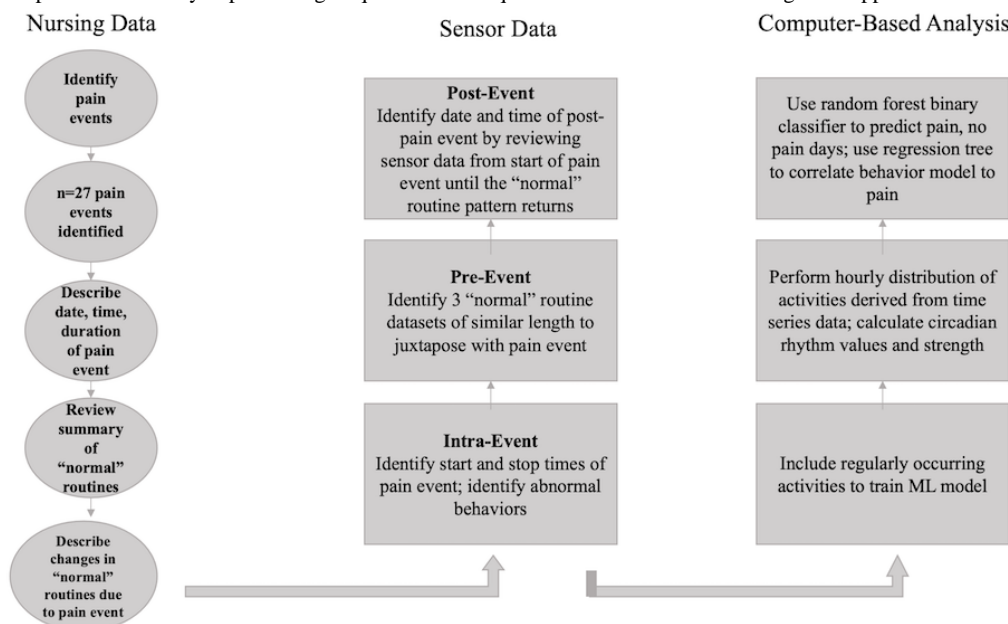 Nursing Data
Identify
pain
events
n=27 pain
events
identified
Describe
date, time,
duration
of pain
event
Review
summary
of
“normal”
routines
Describe
changes in
“normal”
routines due
to pain event
Sensor Data
Post-Event
Identify date and time of post-
pain event by reviewing
sensor data from start of pain
event until the “normal”
routine pattern returns
Pre-Event
Identify 3 “normal” routine
datasets of similar length to
juxtapose with pain event
Intra-Event
Identify start and stop times of
pain event; identify abnormal
behaviors
Computer-Based Analysis
Use random forest binary
classifier to predict pain, no
pain days; use regression tree
to correlate behavior model to
pain
Perform hourly distribution of
activities derived from time
series data; calculate circadian
rhythm values and strength
Include regularly occurring
activities to train ML model